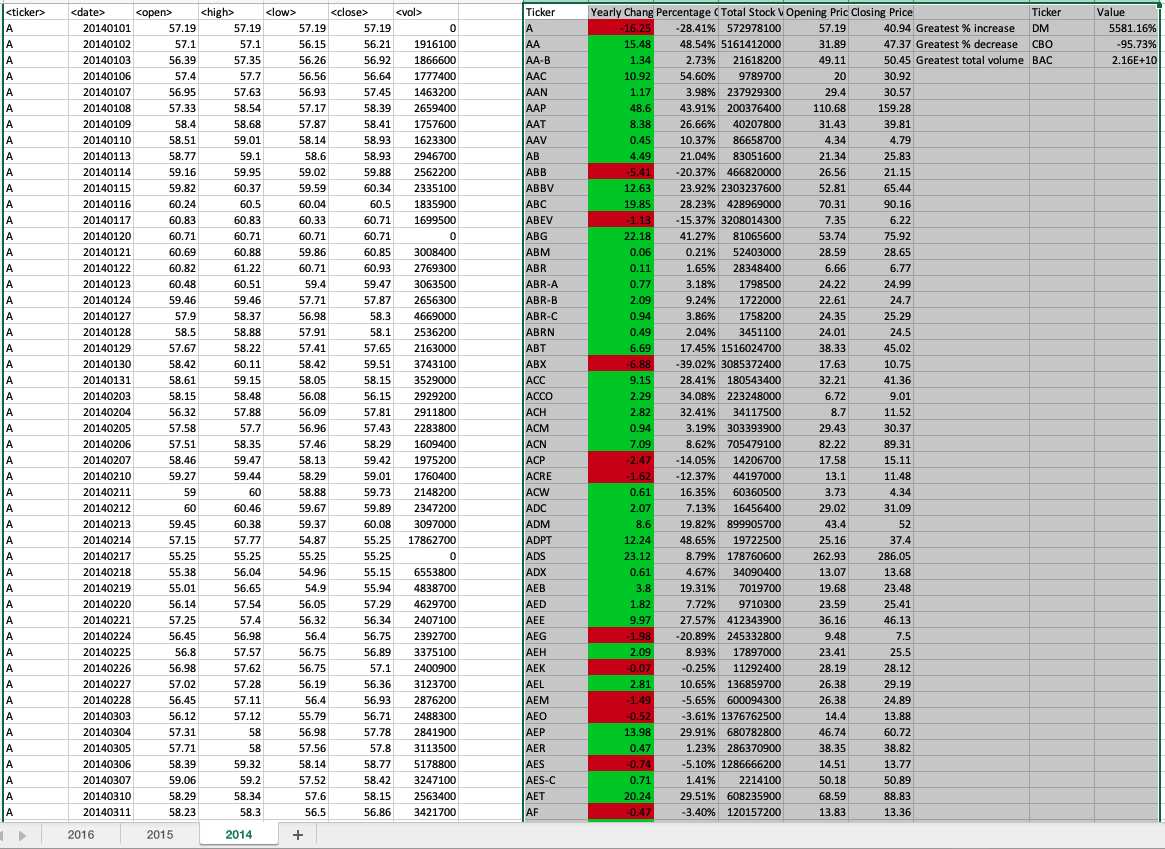 <ticker> <date> <open> <high> <low> <close> <vol> Ticker Yearly Chang Percentage C Total Stock V Opening Pric Closing Price Ticker Value
A 20140101 57.19 57.19 57.19 57.19 0 A -16.25 -28.41% 572978100 57.19 40.94 Greatest % increase DM 5581.16%
A 20140102 57.1 57.1 56.15 56.21 1916100 AA 15.48 48.54% 5161412000 31.89 47.37 Greatest % decrease CBO -95.73%
A 20140103 56.39 57.35 56.26 56.92 1866600 AA-B 1.34 2.73% 21618200 49.11 50.45 Greatest total volume BAC 2.16E+10
A 20140106 57.4 57.7 56.56 56.64 1777400 AAC 10.92 54.60% 9789700 20 30.92
A 20140107 56.95 57.63 56.93 57.45 1463200 AAN 1.17 3.98% 237929300 29.4 30.57
A 20140108 57.33 58.54 57.17 58.39 2659400 AAP 48.6 43.91% 200376400 110.68 159.28
A 20140109 58.4 58.68 57.87 58.41 1757600 AAT 8.38 26.66% 40207800 31.43 39.81
A 20140110 58.51 59.01 58.14 58.93 1623300 AAV 0.45 10.37% 86658700 4.34 4.79
A 20140113 58.77 59.1 58.6 58.93 2946700 AB 4.49 21.04% 83051600 21.34 25.83
A 20140114 59.16 59.95 59.02 59.88 2562200 ABB -5.41 -20.37% 466820000 26.56 21.15
A 20140115 59.82 60.37 59.59 60.34 2335100 ABBV 12.63 23.92% 2303237600 52.81 65.44
A 20140116 60.24 60.5 60.04 60.5 1835900 ABC 19.85 28.23% 428969000 70.31 90.16
A 20140117 60.83 60.83 60.33 60.71 1699500 ABEV -1.13 -15.37% 3208014300 7.35 6.22
A 20140120 60.71 60.71 60.71 60.71 0 ABG 22.18 41.27% 81065600 53.74 75.92
A 20140121 60.69 60.88 59.86 60.85 3008400 ABM 0.06 0.21% 52403000 28.59 28.65
A 20140122 60.82 61.22 60.71 60.93 2769300 ABR 0.11 1.65% 28348400 6.66 6.77
A 20140123 60.48 60.51 59.4 59.47 3063500 ABR-A 0.77 3.18% 1798500 24.22 24.99
A 20140124 59.46 59.46 57.71 57.87 2656300 ABR-B 2.09 9.24% 1722000 22.61 24.7
A 20140127 57.9 58.37 56.98 58.3 4669000 ABR-C 0.94 3.86% 1758200 24.35 25.29
A 20140128 58.5 58.88 57.91 58.1 2536200 ABRN 0.49 2.04% 3451100 24.01 24.5
A 20140129 57.67 58.22 57.41 57.65 2163000 ABT 6.69 17.45% 1516024700 38.33 45.02
A 20140130 58.42 60.11 58.42 59.51 3743100 ABX -6.88 -39.02% 3085372400 17.63 10.75
A 20140131 58.61 59.15 58.05 58.15 3529000 ACC 9.15 28.41% 180543400 32.21 41.36
A 20140203 58.15 58.48 56.08 56.15 2929200 ACCO 2.29 34.08% 223248000 6.72 9.01
A 20140204 56.32 57.88 56.09 57.81 2911800 ACH 2.82 32.41% 34117500 8.7 11.52
A 20140205 57.58 57.7 56.96 57.43 2283800 ACM 0.94 3.19% 303393900 29.43 30.37
A 20140206 57.51 58.35 57.46 58.29 1609400 ACN 7.09 8.62% 705479100 82.22 89.31
A 20140207 58.46 59.47 58.13 59.42 1975200 ACP -2.47 -14.05% 14206700 17.58 15.11
A 20140210 59.27 59.44 58.29 59.01 1760400 ACRE -1.62 -12.37% 44197000 13.1 11.48
A 20140211 59 60 58.88 59.73 2148200 ACW 0.61 16.35% 60360500 3.73 4.34
A 20140212 60 60.46 59.67 59.89 2347200 ADC 2.07 7.13% 16456400 29.02 31.09
A 20140213 59.45 60.38 59.37 60.08 3097000 ADM 8.6 19.82% 899905700 43.4 52
A 20140214 57.15 57.77 54.87 55.25 17862700 ADPT 12.24 48.65% 19722500 25.16 37.4
A 20140217 55.25 55.25 55.25 55.25 0 ADS 23.12 8.79% 178760600 262.93 286.05
A 20140218 55.38 56.04 54.96 55.15 6553800 ADX 0.61 4.67% 34090400 13.07 13.68
A 20140219 55.01 56.65 54.9 55.94 4838700 AEB 3.8 19.31% 7019700 19.68 23.48
A 20140220 56.14 57.54 56.05 57.29 4629700 AED 1.82 7.72% 9710300 23.59 25.41
A 20140221 57.25 57.4 56.32 56.34 2407100 AEE 9.97 27.57% 412343900 36.16 46.13
A 20140224 56.45 56.98 56.4 56.75 2392700 AEG -1.98 -20.89% 245332800 9.48 7.5
A 20140225 56.8 57.57 56.75 56.89 3375100 AEH 2.09 8.93% 17897000 23.41 25.5
A 20140226 56.98 57.62 56.75 57.1 2400900 AEK -0.07 -0.25% 11292400 28.19 28.12
A 20140227 57.02 57.28 56.19 56.36 3123700 AEL 2.81 10.65% 136859700 26.38 29.19
A 20140228 56.45 57.11 56.4 56.93 2876200 AEM -1.49 -5.65% 600094300 26.38 24.89
A 20140303 56.12 57.12 55.79 56.71 2488300 AEO -0.52 -3.61% 1376762500 14.4 13.88
A 20140304 57.31 58 56.98 57.78 2841900 AEP 13.98 29.91% 680782800 46.74 60.72
A 20140305 57.71 58 57.56 57.8 3113500 AER 0.47 1.23% 286370900 38.35 38.82
A 20140306 58.39 59.32 58.14 58.77 5178800 AES -0.74 -5.10% 1286666200 14.51 13.77
A 20140307 59.06 59.2 57.52 58.42 3247100 AES-C 0.71 1.41% 2214100 50.18 50.89
A 20140310 58.29 58.34 57.6 58.15 2563400 AET 20.24 29.51% 608235900 68.59 88.83
A 20140311 58.23 58.3 56.5 56.86 3421700 AF -0.47 -3.40% 120157200 13.83 13.36
2016 2015 2014 +